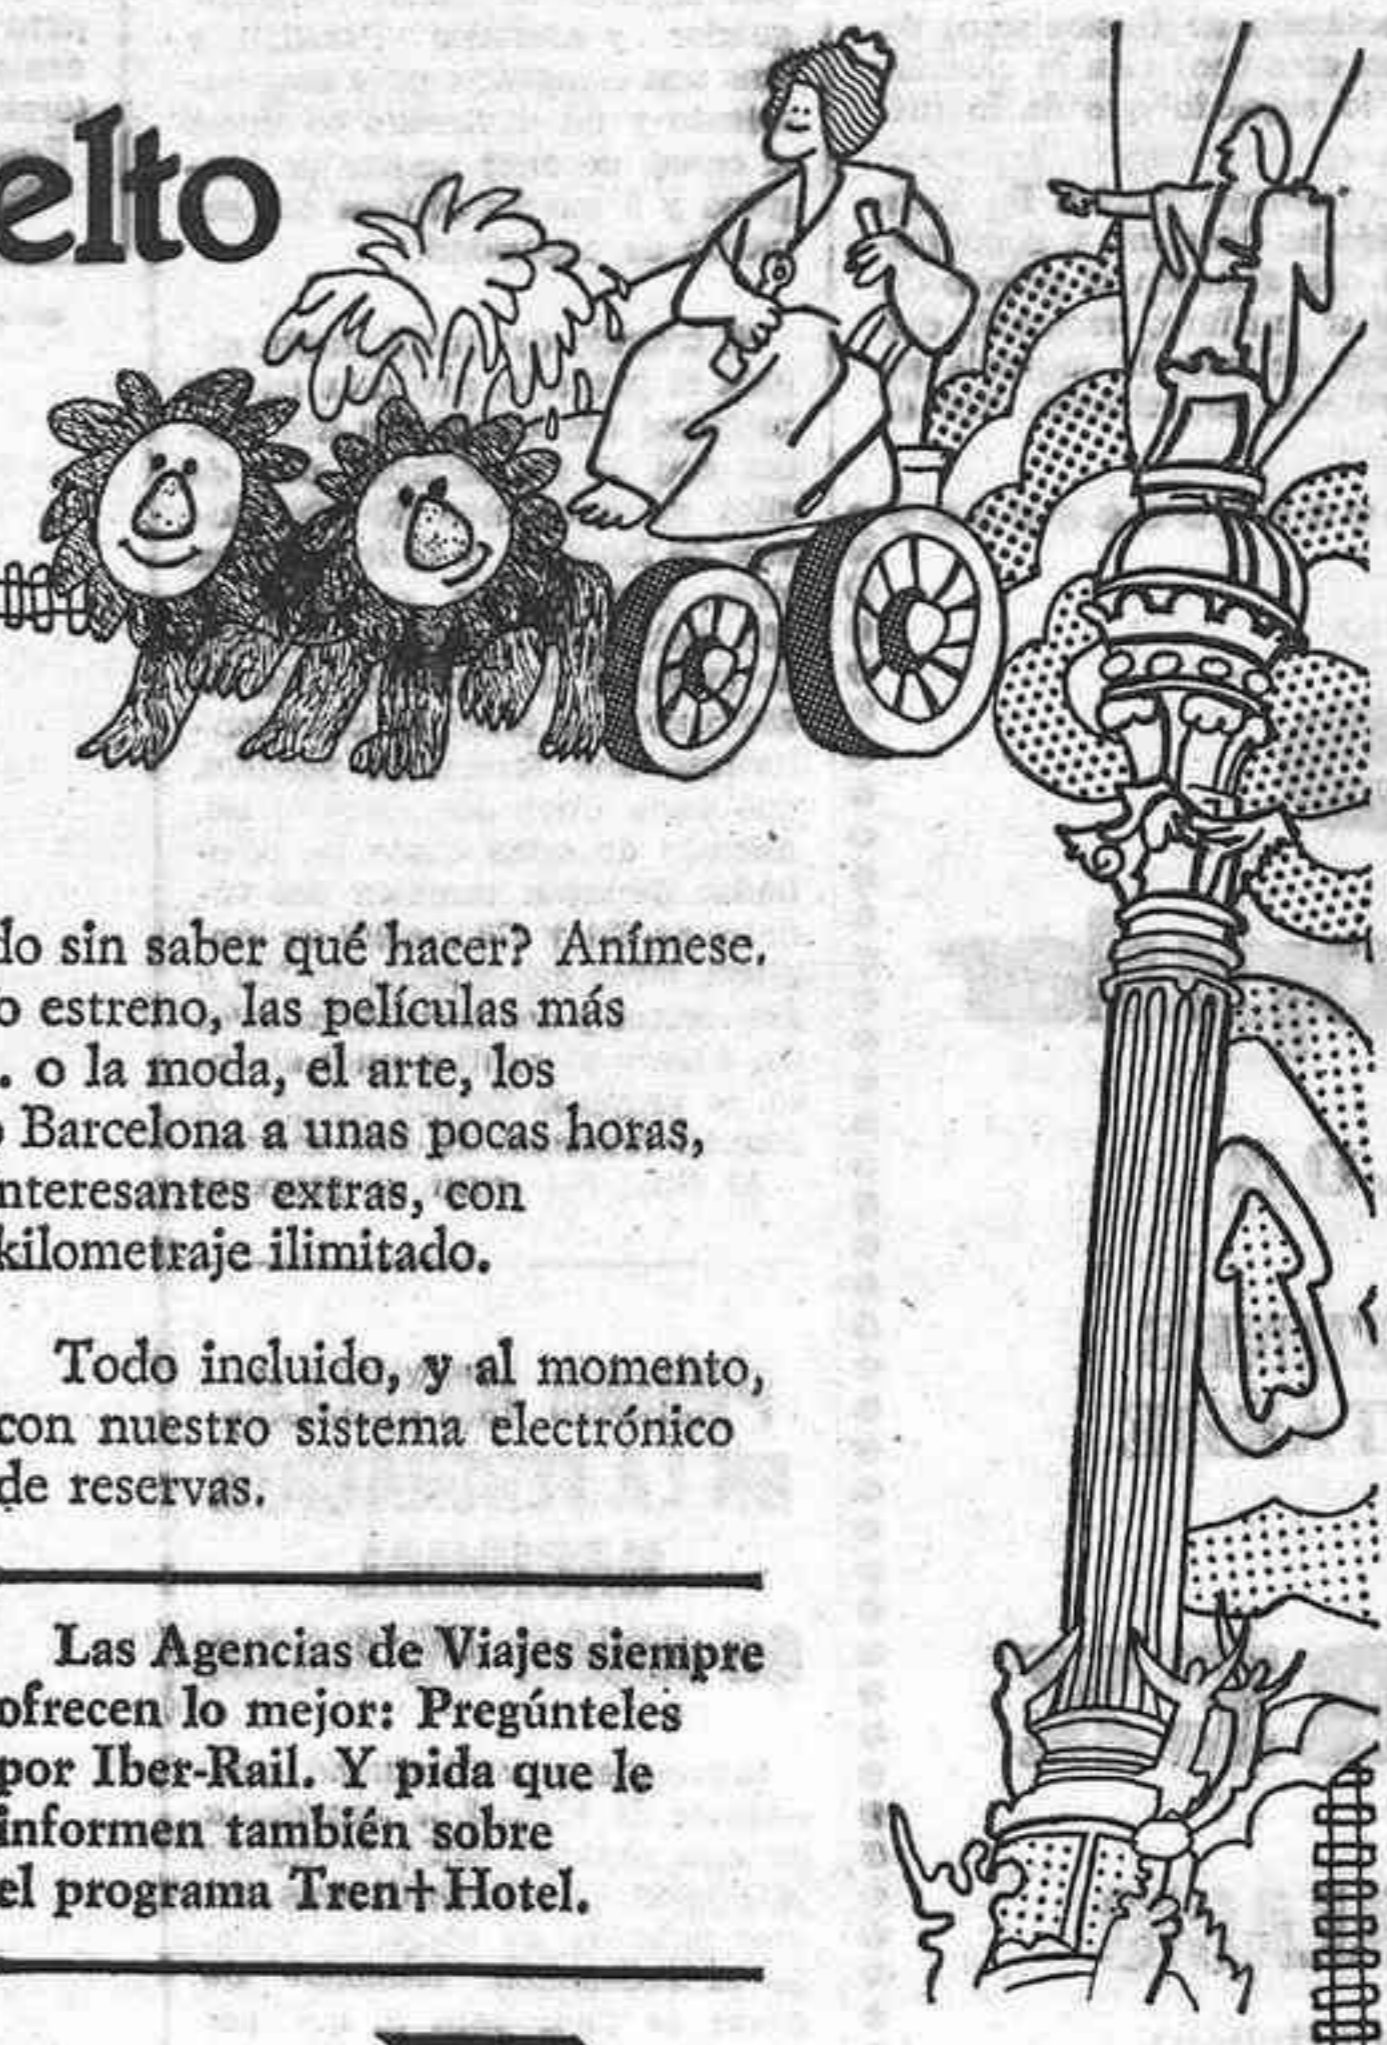 elto
do sin saber qué hacer? Anímese.
o estreno, las películas más
. o la moda, el arte, los
Barcelona a unas pocas horas,
nteresantes extras, con
kilometraje ilimitado.
Todo incluido, y al momento,
con nuestro sistema electrónico
de reservas.
Las Agencias de Viajes siempre
ofrecen lo mejor: Pregúnteles
por Iber-Rail. Y pida que le
informen también sobre
el programa Tren+Hotel.